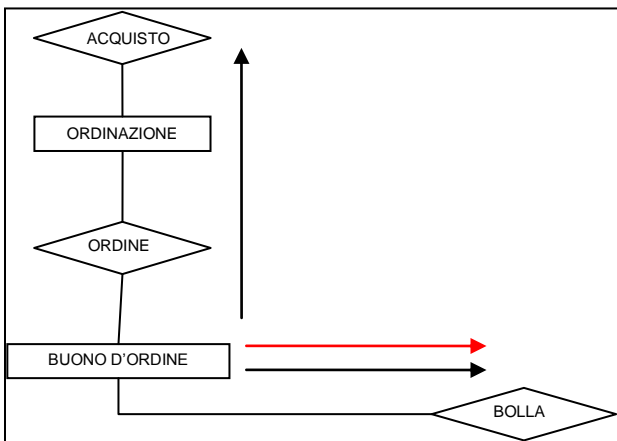 ACQUISTO
ORDINAZIONE
ORDINE
BUONO D'ORDINE
BOLLA